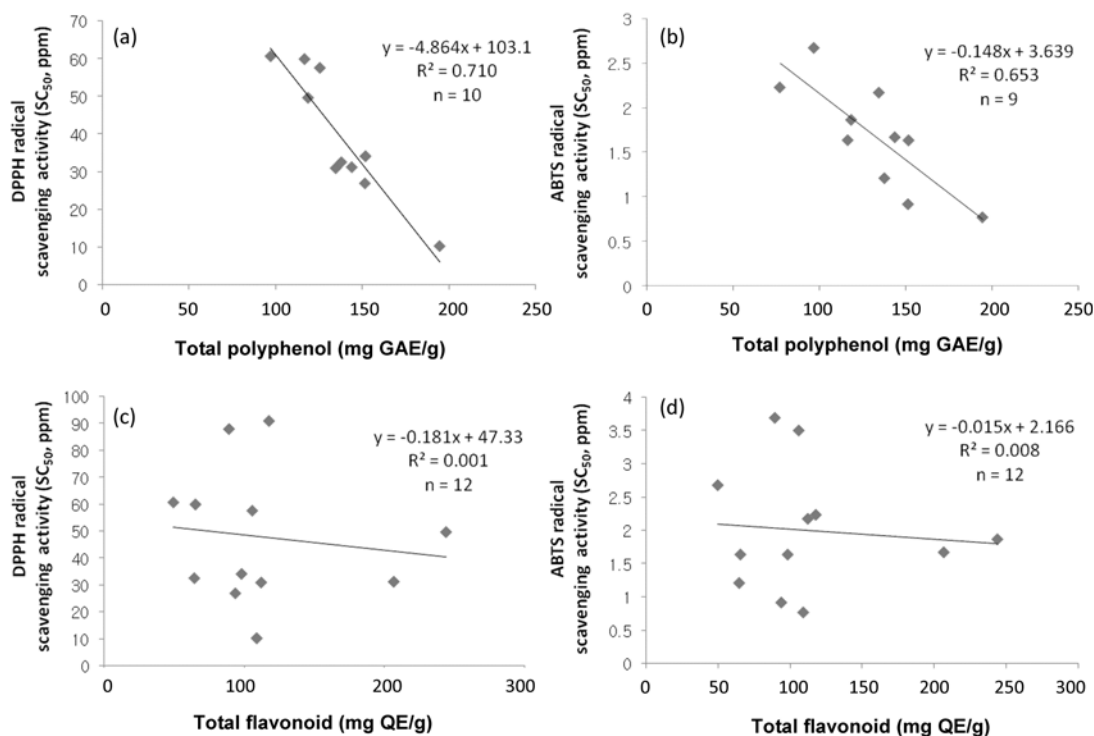 (a)
y = -4.864x + 103.1
R² = 0.710
n = 10
70
60
50
40
30
20
10
0
0 50 100 150 200 250
DPPH radical
scavenging activity (SC₅₀, ppm)
Total polyphenol (mg GAE/g)
(b)
y = -0.148x + 3.639
R² = 0.653
n = 9
3
2.5
2
1.5
1
0.5
0
0 50 100 150 200 250
ABTS radical
scavenging activity (SC₅₀, ppm)
Total polyphenol (mg GAE/g)
(c)
y = -0.181x + 47.33
R² = 0.001
n = 12
100
90
80
70
60
50
40
30
20
10
0
0 100 200 300
DPPH radical
scavenging activity (SC₅₀, ppm)
Total flavonoid (mg QE/g)
(d)
y = -0.015x + 2.166
R² = 0.008
n = 12
4
3.5
3
2.5
2
1.5
1
0.5
0
0 50 100 150 200 250 300
ABTS radical
scavenging activity (SC₅₀, ppm)
Total flavonoid (mg QE/g)